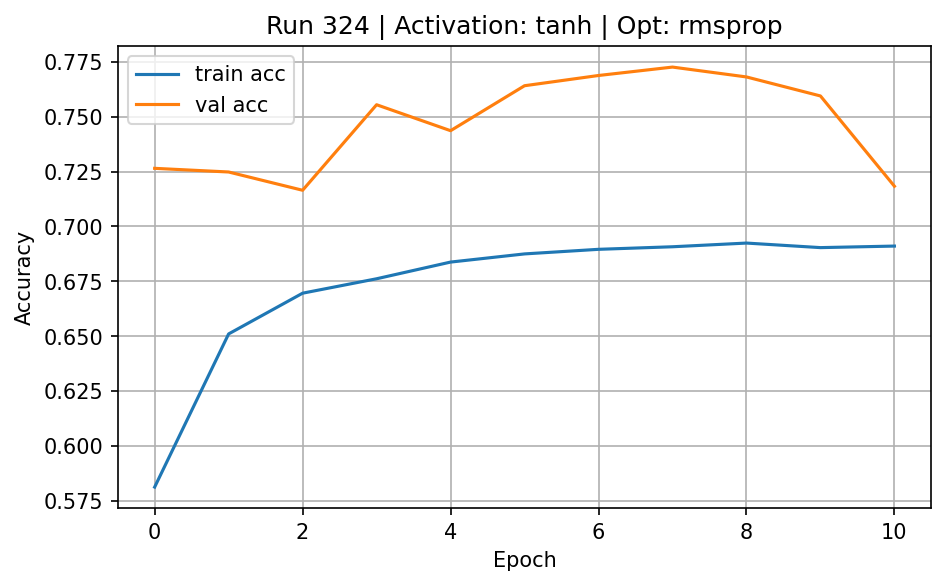 Run 324 | Activation: tanh | Opt: rmsprop
train acc
val acc
0.775
0.750
0.725
0.700
0.675
0.650
0.625
0.600
0.575
Accuracy
0 2 4 6 8 10
Epoch